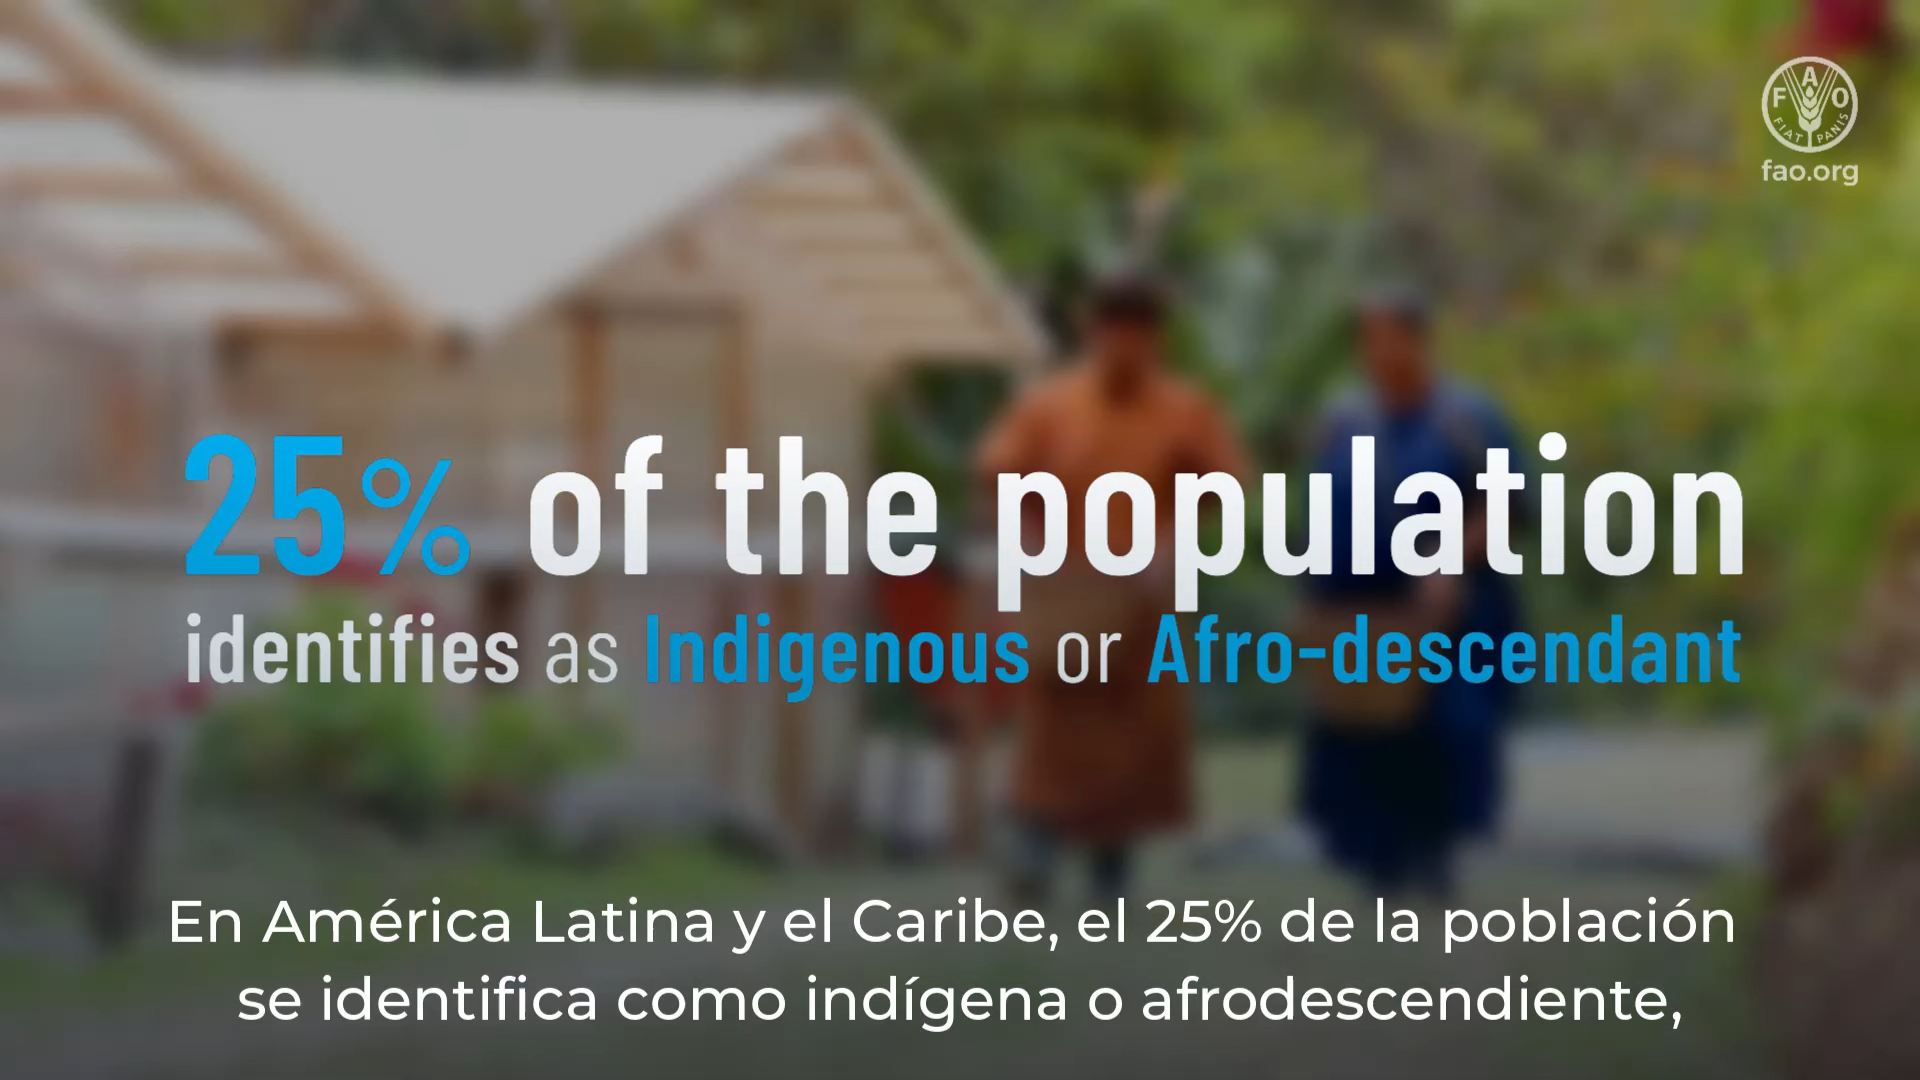 FAO
FIAT PANIS
fao.org
25% of the population
identifies as Indigenous or Afro-descendant
En América Latina y el Caribe, el 25% de la población
se identifica como indígena o afrodescendiente,